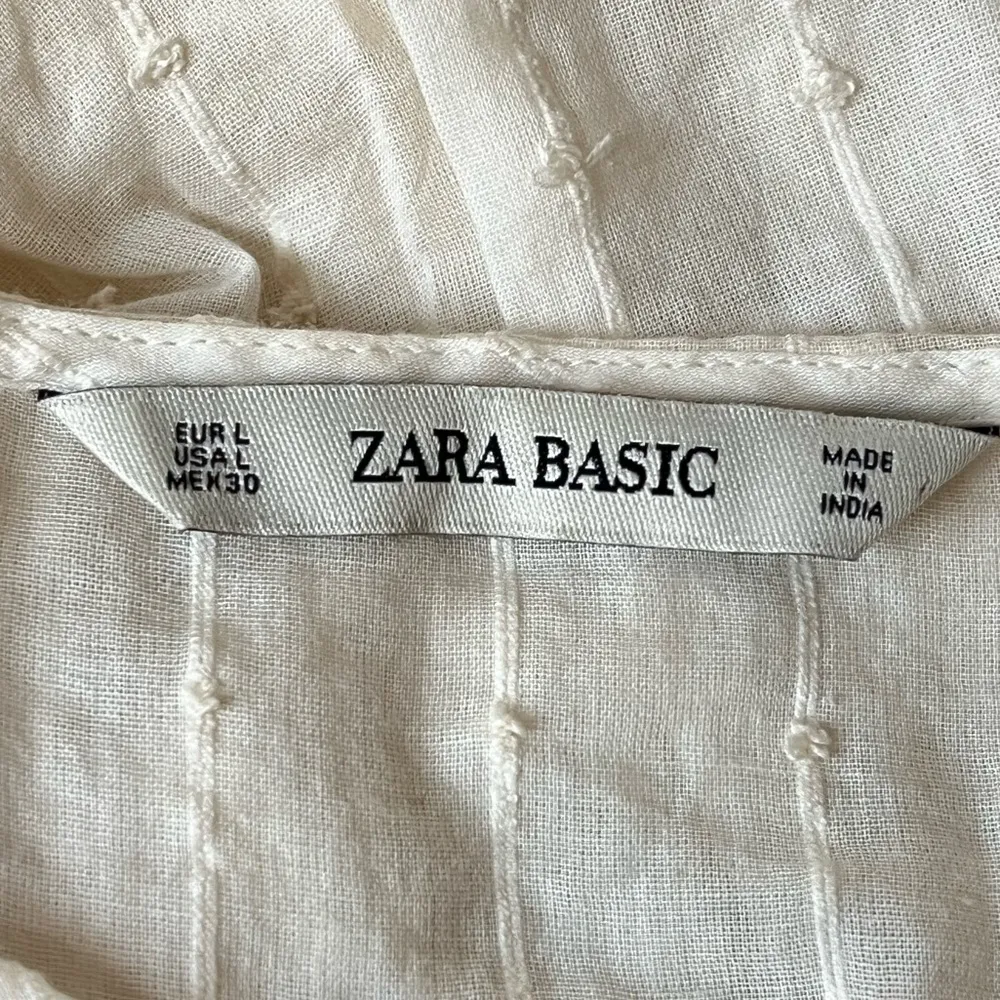 EUR L
USA L
MEX 30
ZARA BASIC
MADE
IN
INDIA